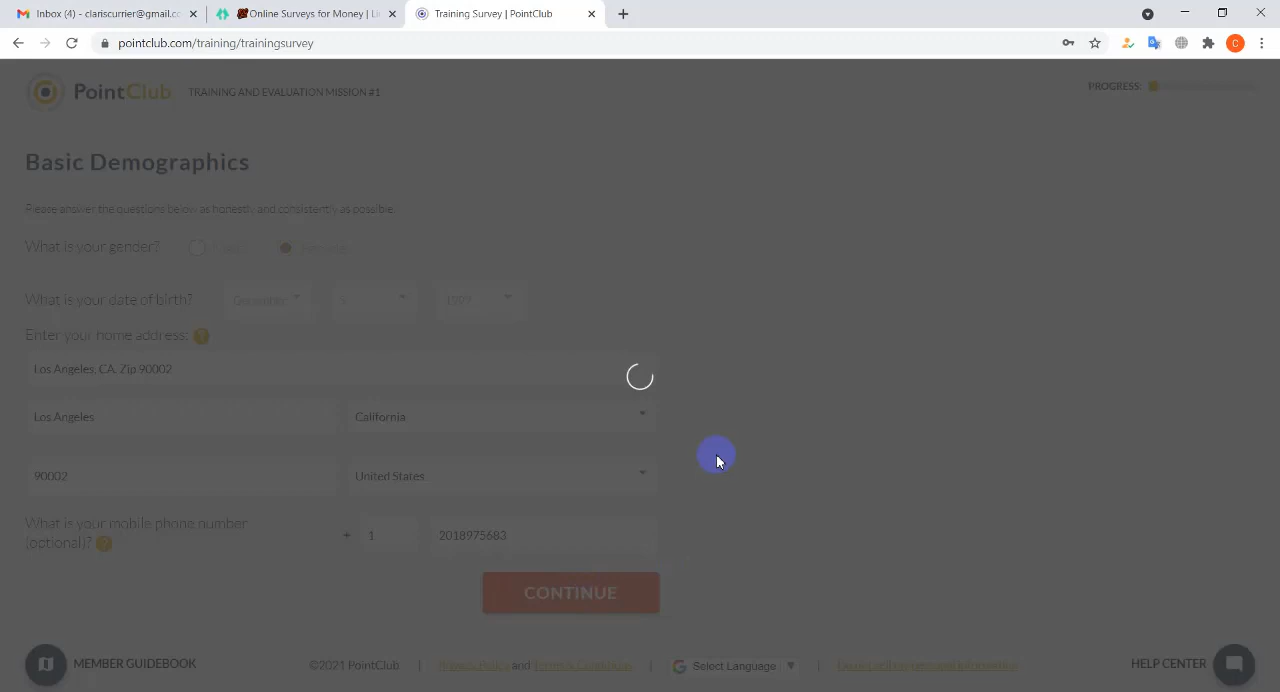 Inbox (40) - clariscurrier@gmail.co
Online Surveys for Money | Li
Training Survey | PointClub
pointclub.com/training/trainingsurvey
C
PointClub
TRAINING AND EVALUATION MISSION #1
PROGRESS:
Basic Demographics
Please answer the questions below as honestly and consistently as possible.
What is your gender?
What is your date of birth?
Enter your home address: ?
Los Angeles, CA, Zip 90002
Los Angeles
California
90002
United States
What is your mobile phone number
(optional)? ?
+ 1 2018975683
CONTINUE
MEMBER GUIDEBOOK
©2021 PointClub | Privacy Policy and | G Select Language ▼ |
HELP CENTER